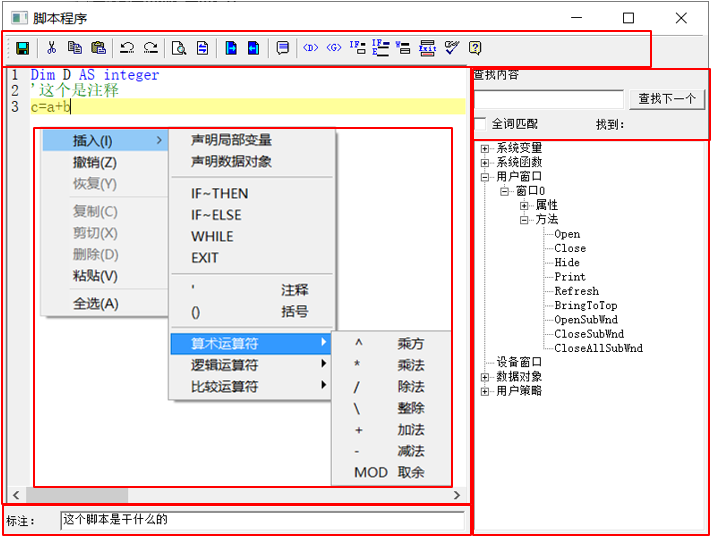 脚本程序
<D> <G> IF= IF= E= W= Exit
1 Dim D AS integer
2 '这个是注释
3 c=a+b
插入(I)
撤销(Z)
恢复(Y)
复制(C)
剪切(X)
删除(D)
粘贴(V)
全选(A)
声明局部变量
声明数据对象
IF~THEN
IF~ELSE
WHILE
EXIT
' 注释
() 括号
算术运算符
逻辑运算符
比较运算符
^ 乘方
* 乘法
/ 除法
\ 整除
+ 加法
- 减法
MOD 取余
标注: 这个脚本是干什么的
查找内容
查找下一个
全词匹配 找到:
系统变量
系统函数
用户窗口
窗口0
属性
方法
Open
Close
Hide
Print
Refresh
BringToTop
OpenSubWnd
CloseSubWnd
CloseAllSubWnd
设备窗口
数据对象
用户策略